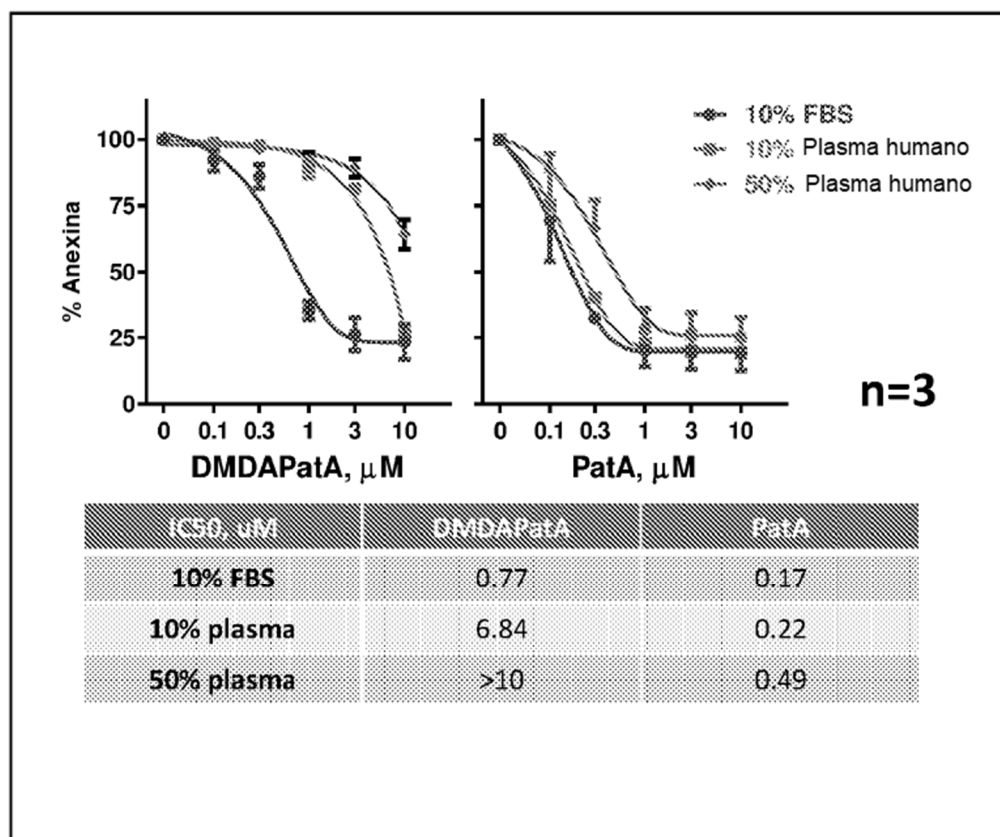 10% FBS
10% Plasma humano
50% Plasma humano
% Anexina
100
75
50
25
0
0 0.1 0.3 1 3 10
DMDAPatA, μM
0 0.1 0.3 1 3 10
PatA, μM
n=3
IC50, uM DMDAPatA PatA
10% FBS 0.77 0.17
10% plasma 6.84 0.22
50% plasma >10 0.49